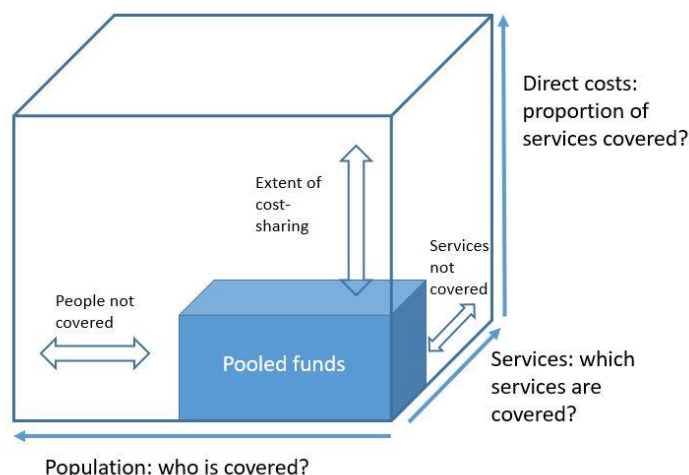 Direct costs:
proportion of
services covered?
Extent of
cost-
sharing
Services
not
covered
People not
covered
Pooled funds
Services: which
services are
covered?
Population: who is covered?